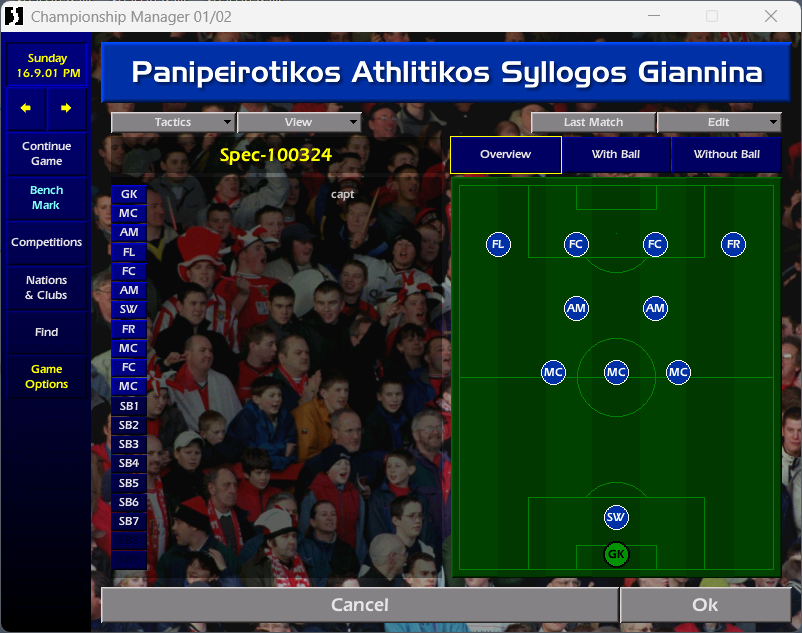 Championship Manager 01/02
Sunday
16.9.01 PM
Continue
Game
Bench
Mark
Competitions
Nations
& Clubs
Find
Game
Options
Panipeirotikos Athlitikos Syllogos Giannina
Tactics
View
Last Match
Edit
Spec-100324
Overview
With Ball
Without Ball
GK
capt
MC
AM
FL
FC
AM
SW
FR
MC
FC
MC
SB1
SB2
SB3
SB4
SB5
SB6
SB7
FL
FC
FC
FR
AM
AM
MC
MC
MC
SW
GK
Cancel
Ok